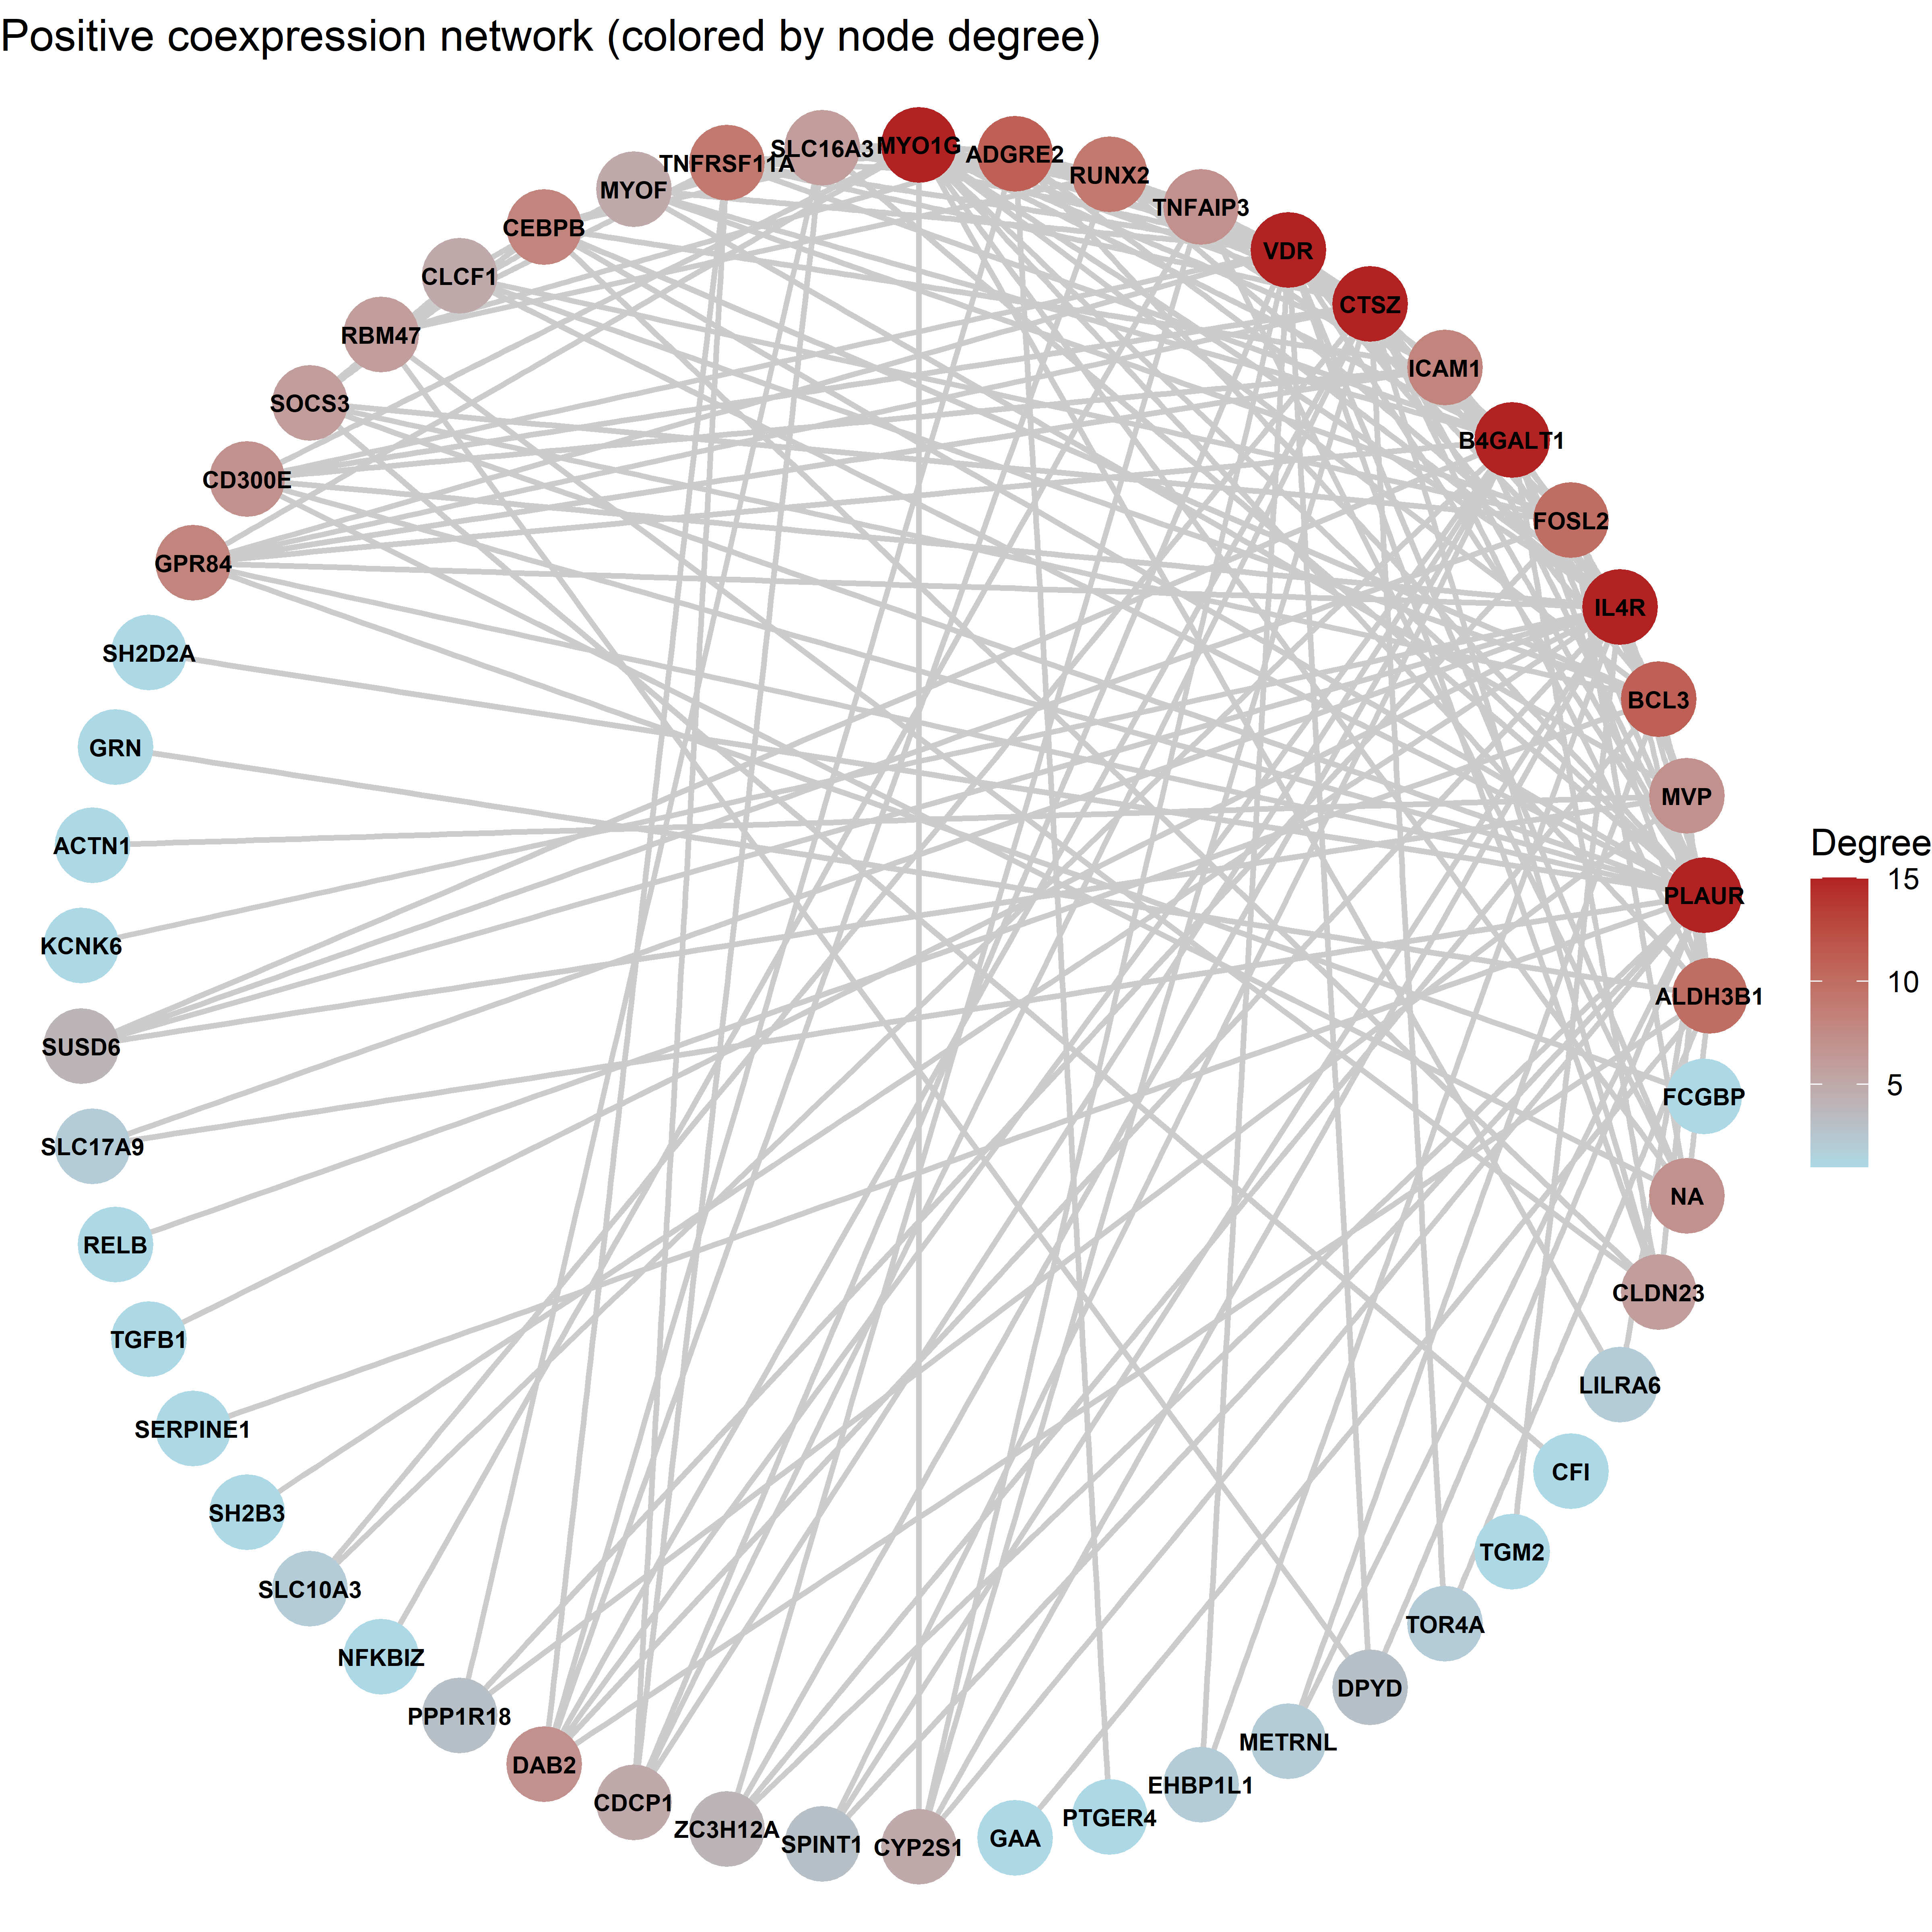 Positive coexpression network (colored by node degree)
MYO1G
SLC16A3
ADGRE2
TNFRSF11A
RUNX2
MYOF
TNFAIP3
CEBPB
VDR
CLCF1
CTSZ
RBM47
ICAM1
SOCS3
B4GALT1
CD300E
FOSL2
GPR84
IL4R
SH2D2A
BCL3
GRN
MVP
ACTN1
Degree
15
PLAUR
KCNK6
10
ALDH3B1
SUSD6
5
FCGBP
SLC17A9
NA
RELB
CLDN23
TGFB1
LILRA6
SERPINE1
CFI
SH2B3
TGM2
SLC10A3
TOR4A
NFKBIZ
DPYD
PPP1R18
METRNL
DAB2
EHBP1L1
CDCP1
PTGER4
ZC3H12A
GAA
SPINT1
CYP2S1